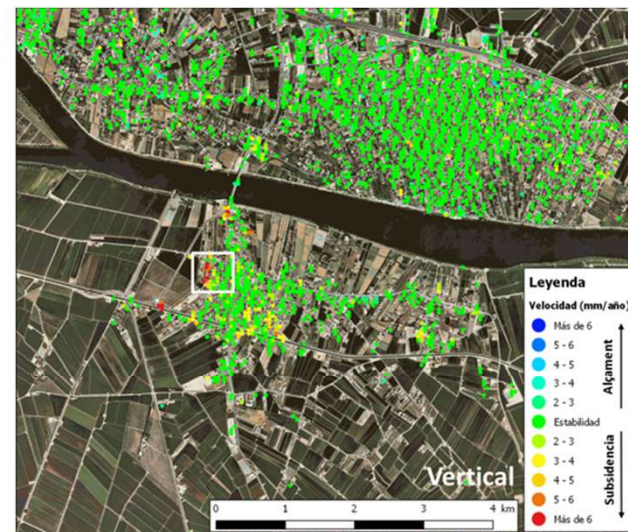 Leyenda
Velocidad (mm/año)
Más de 6
5 - 6
4 - 5
3 - 4
2 - 3
Estabilidad
2 - 3
3 - 4
4 - 5
5 - 6
Más de 6
Alçament
Subsidencia
Vertical
0 1 2 3 4 km